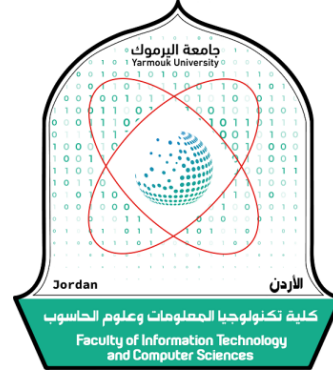 جامعة اليرموك
Yarmouk University
Jordan
الأردن
كلية تكنولوجيا المعلومات وعلوم الحاسوب
Faculty of Information Technology
and Computer Sciences